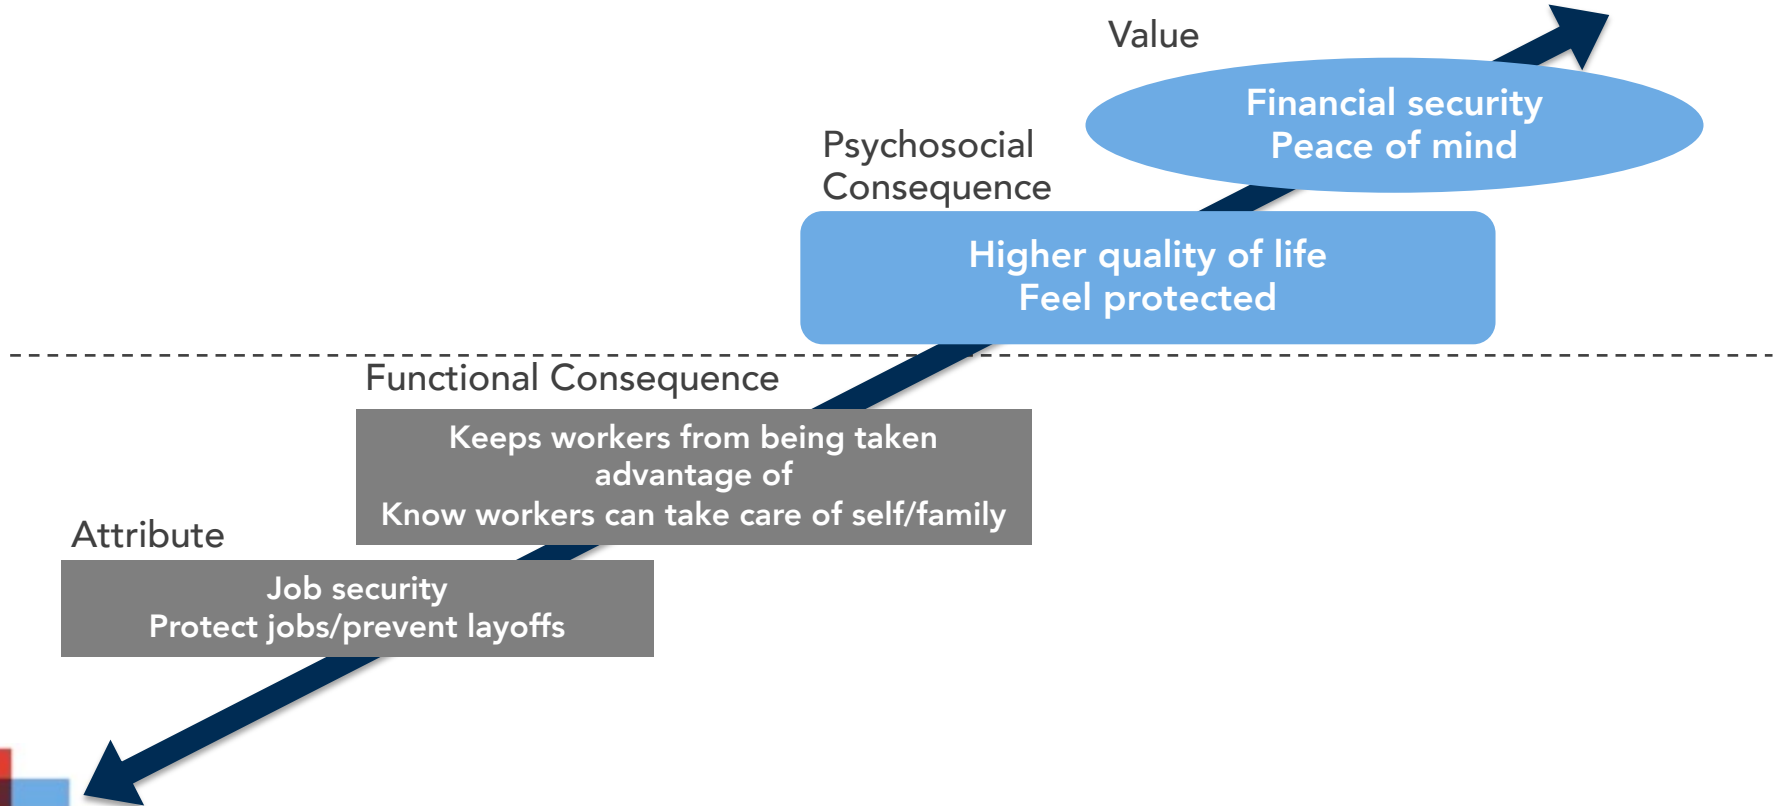 Value
Financial security
Peace of mind
Psychosocial
Consequence
Higher quality of life
Feel protected
Functional Consequence
Keeps workers from being taken
advantage of
Know workers can take care of self/family
Attribute
Job security
Protect jobs/prevent layoffs